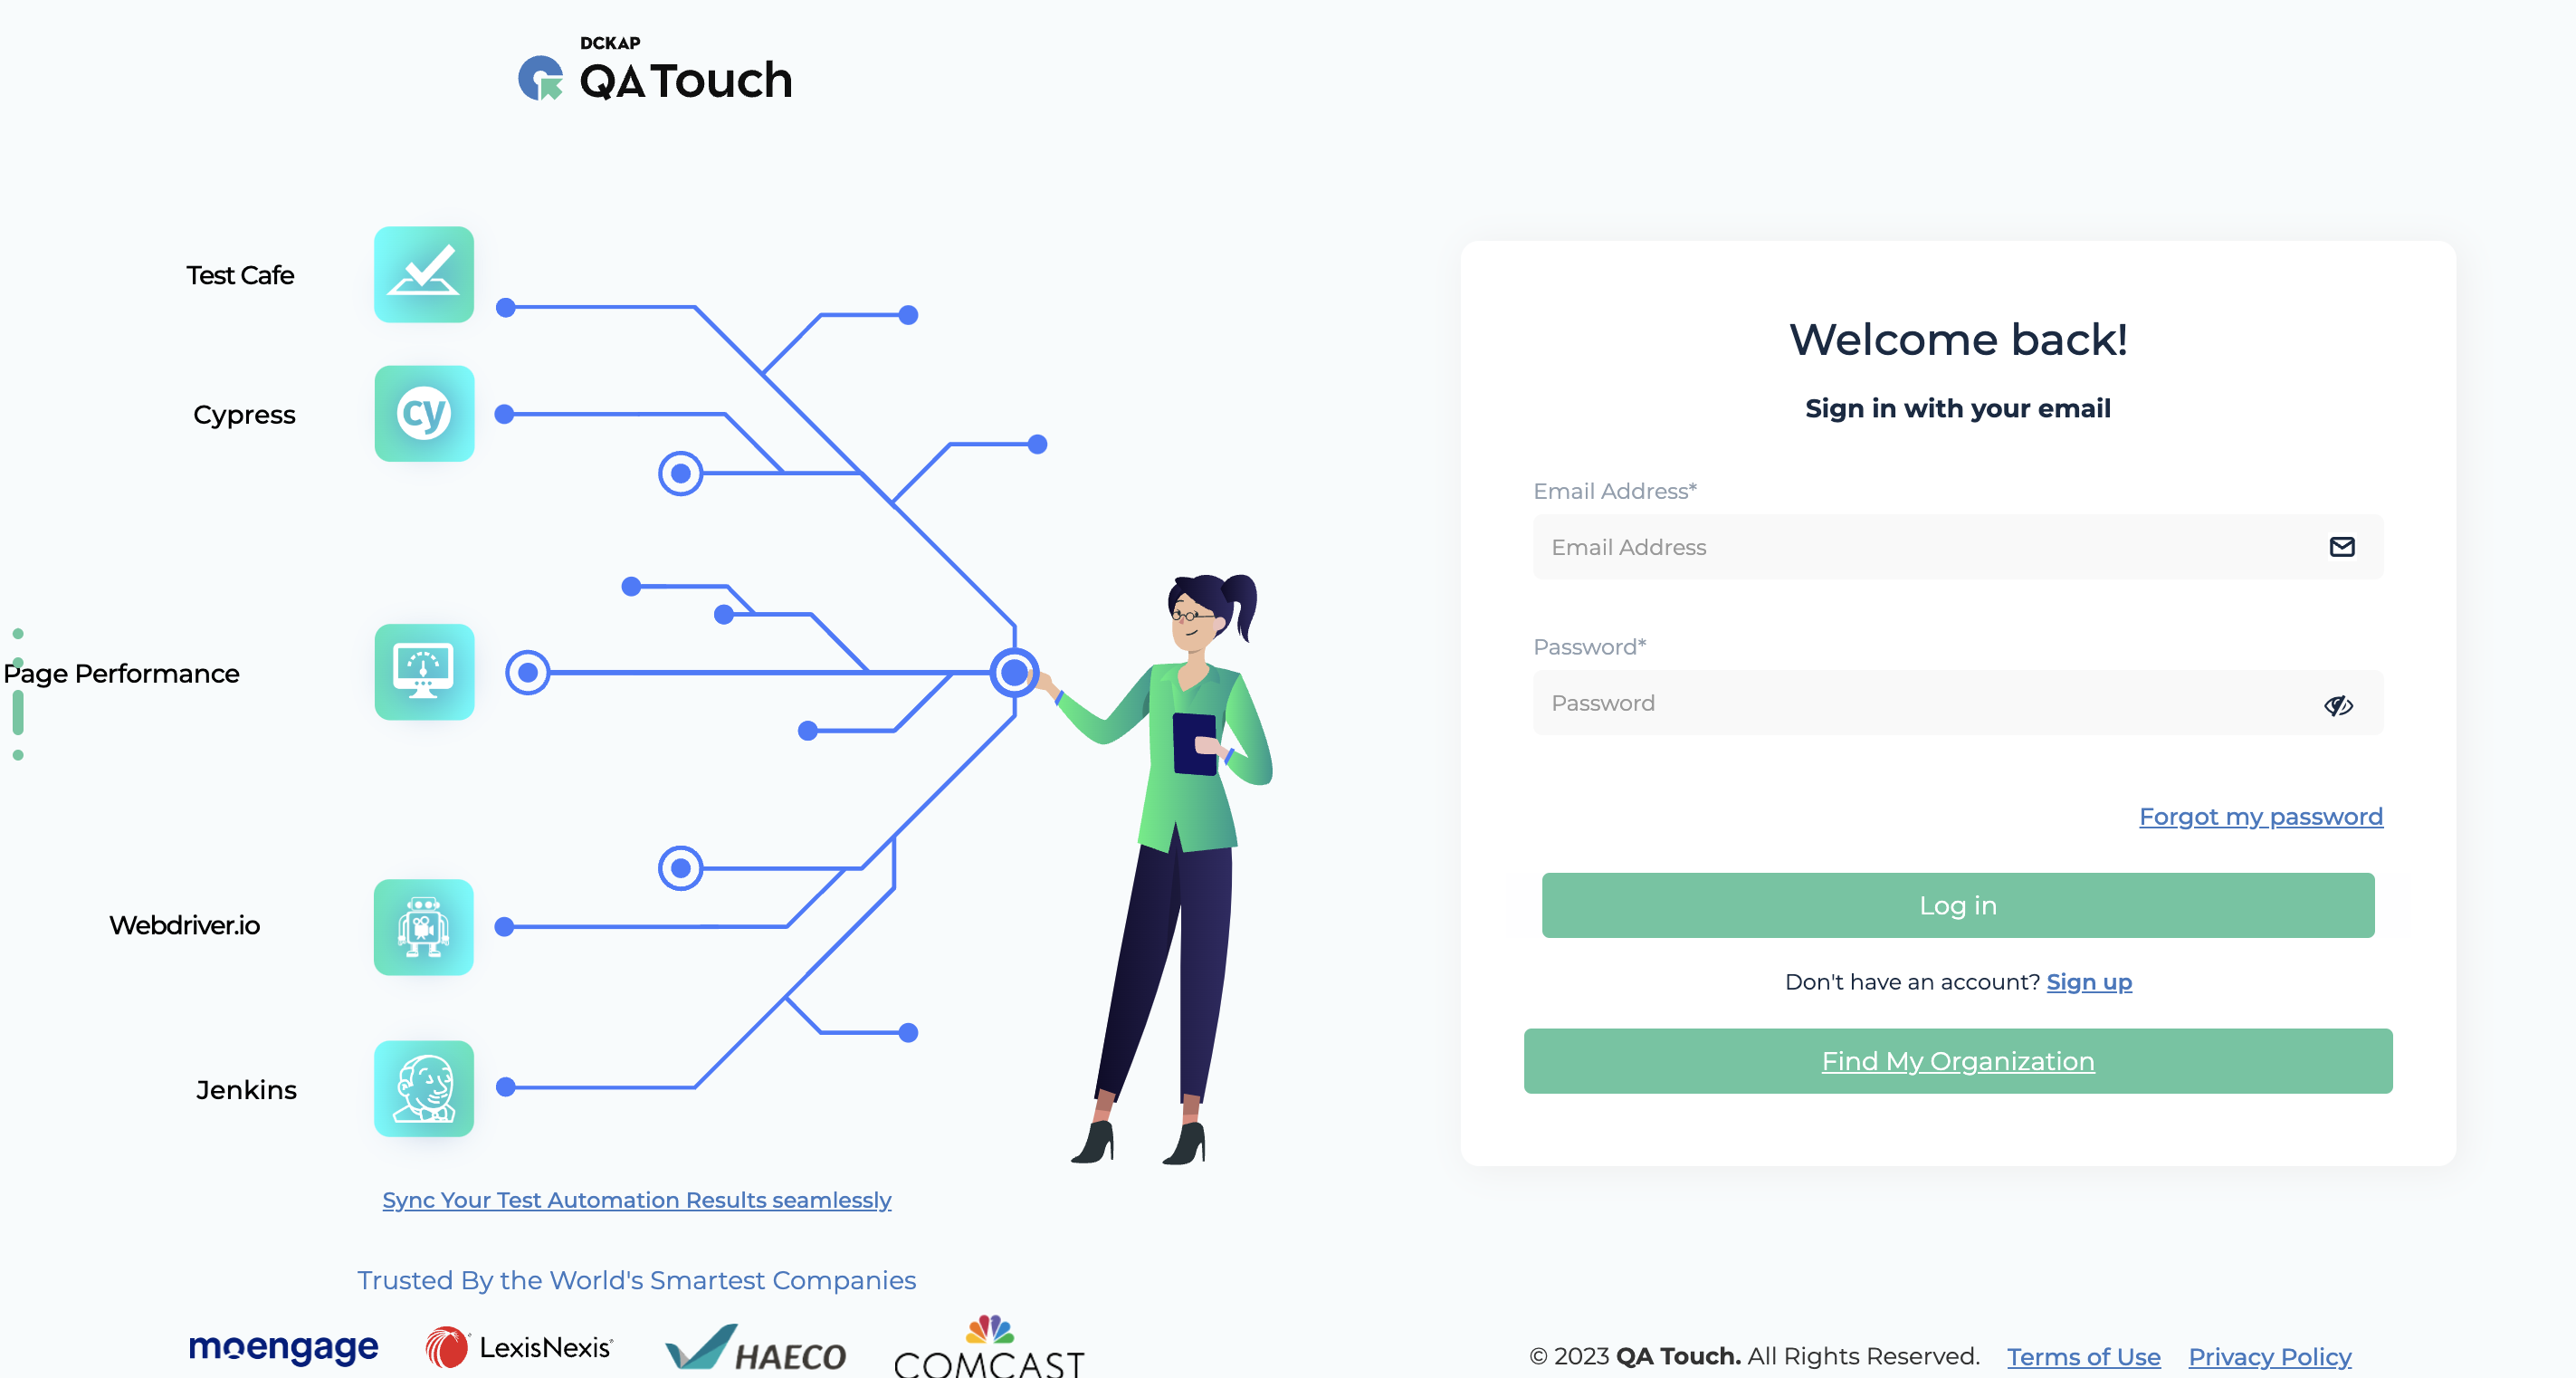 DCKAP
QA Touch
Test Cafe
Cypress
cy
Page Performance
Webdriver.io
Jenkins
Sync Your Test Automation Results seamlessly
Trusted By the World's Smartest Companies
moengage
LexisNexis®
HAECO
COMCAST
Welcome back!
Sign in with your email
Email Address*
Email Address
Password*
Password
Forgot my password
Log in
Don't have an account? Sign up
Find My Organization
© 2023 QA Touch. All Rights Reserved. Terms of Use Privacy Policy